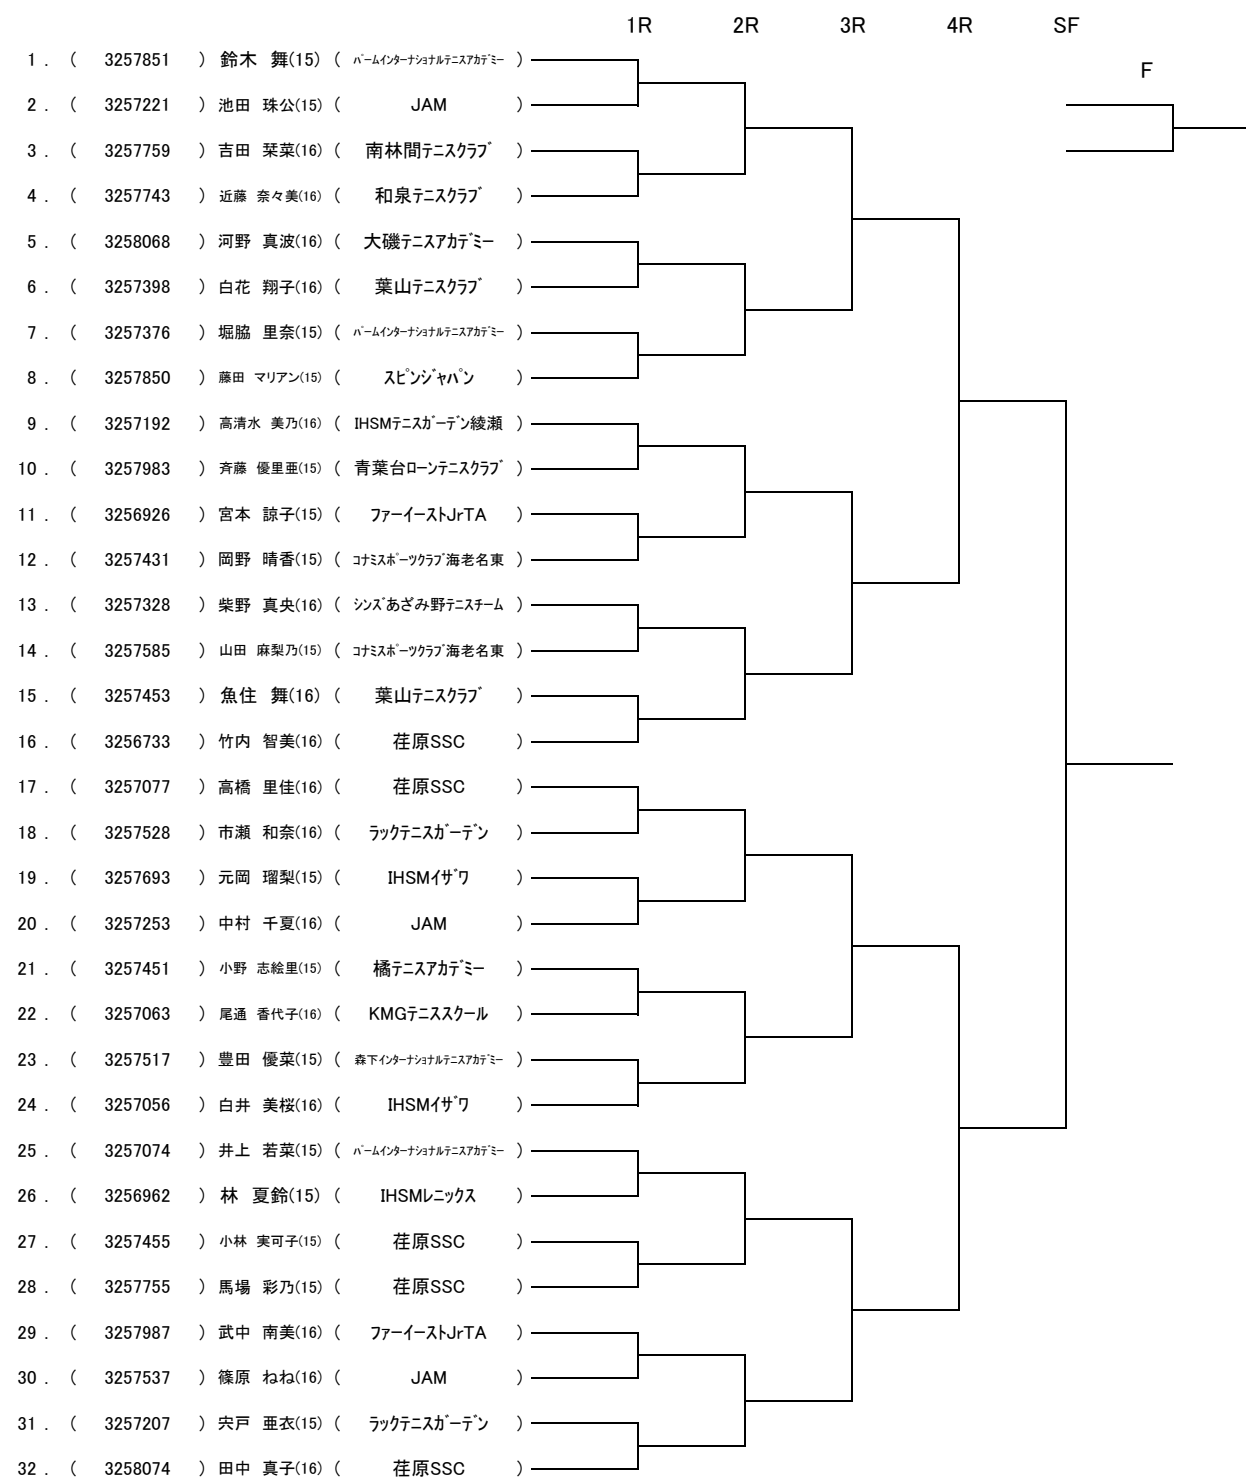 1R 2R 3R 4R SF
F
1 . ( 3257851 ) 鈴木 舞(15) ( ﾊﾟｰﾑｲﾝﾀｰﾅｼｮﾅﾙﾃﾆｽｱｶﾃﾞﾐｰ )
2 . ( 3257221 ) 池田 珠公(15) ( JAM )
3 . ( 3257759 ) 吉田 栞菜(16) ( 南林間ﾃﾆｽｸﾗﾌﾞ )
4 . ( 3257743 ) 近藤 奈々美(16) ( 和泉ﾃﾆｽｸﾗﾌﾞ )
5 . ( 3258068 ) 河野 真波(16) ( 大磯ﾃﾆｽｱｶﾃﾞﾐｰ )
6 . ( 3257398 ) 白花 翔子(16) ( 葉山ﾃﾆｽｸﾗﾌﾞ )
7 . ( 3257376 ) 堀脇 里奈(15) ( ﾊﾟｰﾑｲﾝﾀｰﾅｼｮﾅﾙﾃﾆｽｱｶﾃﾞﾐｰ )
8 . ( 3257850 ) 藤田 マリアン(15) ( ｽﾋﾟﾝｼﾞｬﾊﾟﾝ )
9 . ( 3257192 ) 高清水 美乃(16) ( IHSMﾃﾆｽｶﾞｰﾃﾞﾝ綾瀬 )
10 . ( 3257983 ) 斉藤 優里亜(15) ( 青葉台ﾛｰﾝﾃﾆｽｸﾗﾌﾞ )
11 . ( 3256926 ) 宮本 諒子(15) ( ﾌｧｰｲｰｽﾄJrTA )
12 . ( 3257431 ) 岡野 晴香(15) ( ｺﾅﾐｽﾎﾟｰﾂｸﾗﾌﾞ海老名東 )
13 . ( 3257328 ) 柴野 真央(16) ( ｼﾝｽﾞあざみ野ﾃﾆｽﾁｰﾑ )
14 . ( 3257585 ) 山田 麻梨乃(15) ( ｺﾅﾐｽﾎﾟｰﾂｸﾗﾌﾞ海老名東 )
15 . ( 3257453 ) 魚住 舞(16) ( 葉山ﾃﾆｽｸﾗﾌﾞ )
16 . ( 3256733 ) 竹内 智美(16) ( 荏原SSC )
17 . ( 3257077 ) 高橋 里佳(16) ( 荏原SSC )
18 . ( 3257528 ) 市瀬 和奈(16) ( ﾗｯｸﾃﾆｽｶﾞｰﾃﾞﾝ )
19 . ( 3257693 ) 元岡 瑠梨(15) ( IHSMｲｻﾞﾜ )
20 . ( 3257253 ) 中村 千夏(16) ( JAM )
21 . ( 3257451 ) 小野 志絵里(15) ( 橘ﾃﾆｽｱｶﾃﾞﾐｰ )
22 . ( 3257063 ) 尾通 香代子(16) ( KMGﾃﾆｽｽｸｰﾙ )
23 . ( 3257517 ) 豊田 優菜(15) ( 森下ｲﾝﾀｰﾅｼｮﾅﾙﾃﾆｽｱｶﾃﾞﾐｰ )
24 . ( 3257056 ) 白井 美桜(16) ( IHSMｲｻﾞﾜ )
25 . ( 3257074 ) 井上 若菜(15) ( ﾊﾟｰﾑｲﾝﾀｰﾅｼｮﾅﾙﾃﾆｽｱｶﾃﾞﾐｰ )
26 . ( 3256962 ) 林 夏鈴(15) ( IHSMﾚﾆｯｸｽ )
27 . ( 3257455 ) 小林 実可子(15) ( 荏原SSC )
28 . ( 3257755 ) 馬場 彩乃(15) ( 荏原SSC )
29 . ( 3257987 ) 武中 南美(16) ( ﾌｧｰｲｰｽﾄJrTA )
30 . ( 3257537 ) 篠原 ねね(16) ( JAM )
31 . ( 3257207 ) 宍戸 亜衣(15) ( ﾗｯｸﾃﾆｽｶﾞｰﾃﾞﾝ )
32 . ( 3258074 ) 田中 真子(16) ( 荏原SSC )